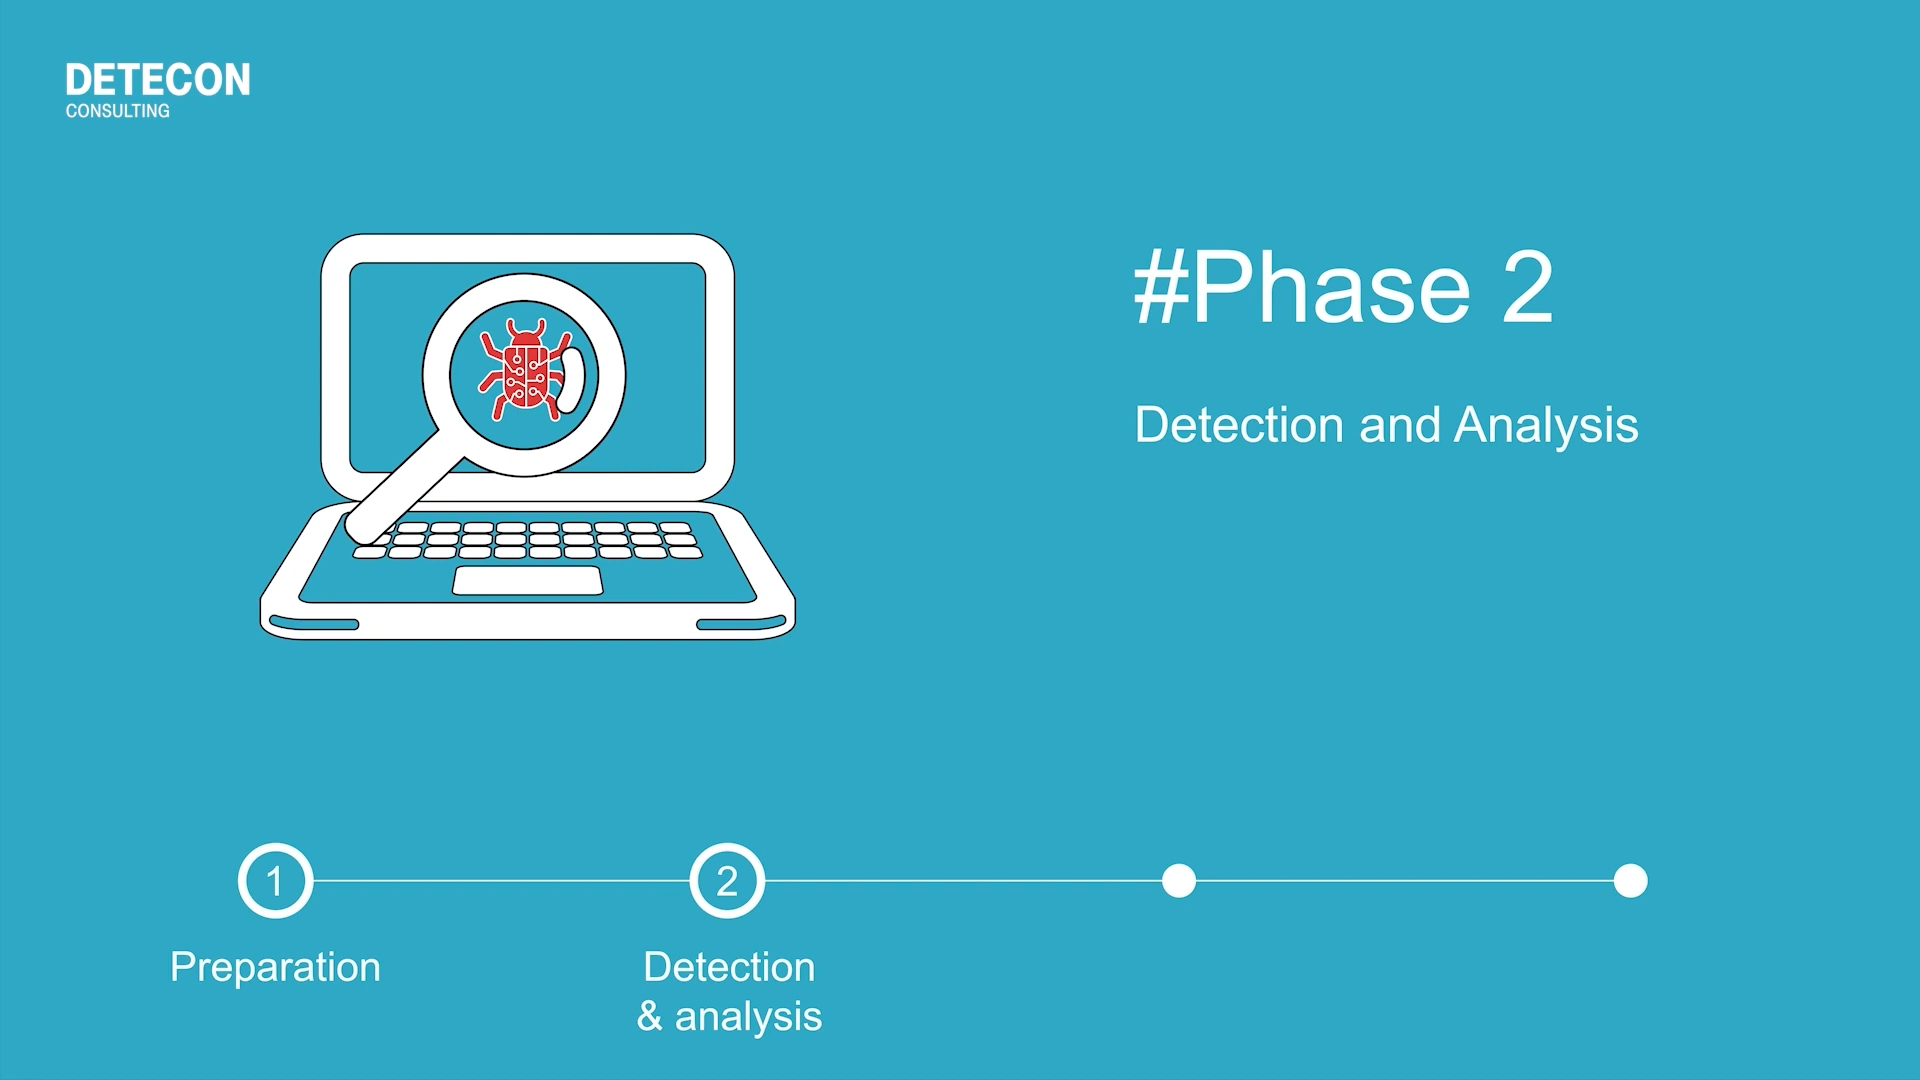 DETECON
CONSULTING
#Phase 2
Detection and Analysis
1
2
Preparation
Detection
& analysis